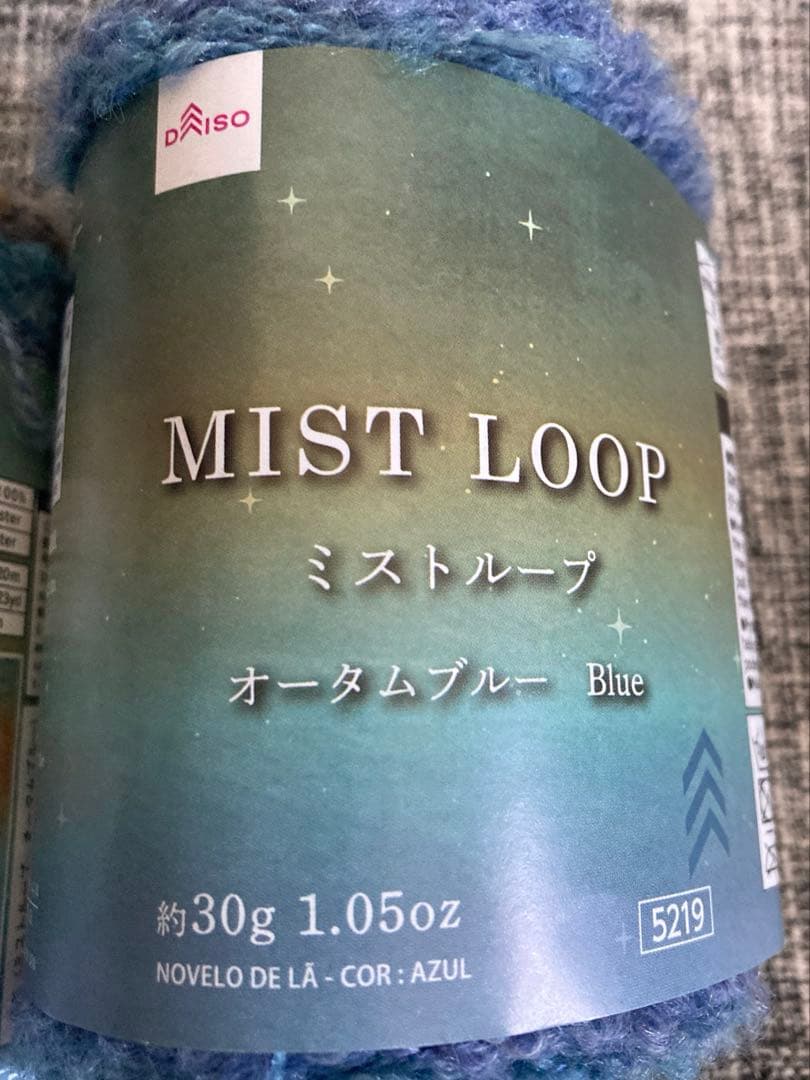 DAISO
MIST LOOP
ミストループ
オータムブルー Blue
約30g 1.05oz
5219
NOVELO DE LÃ - COR : AZUL